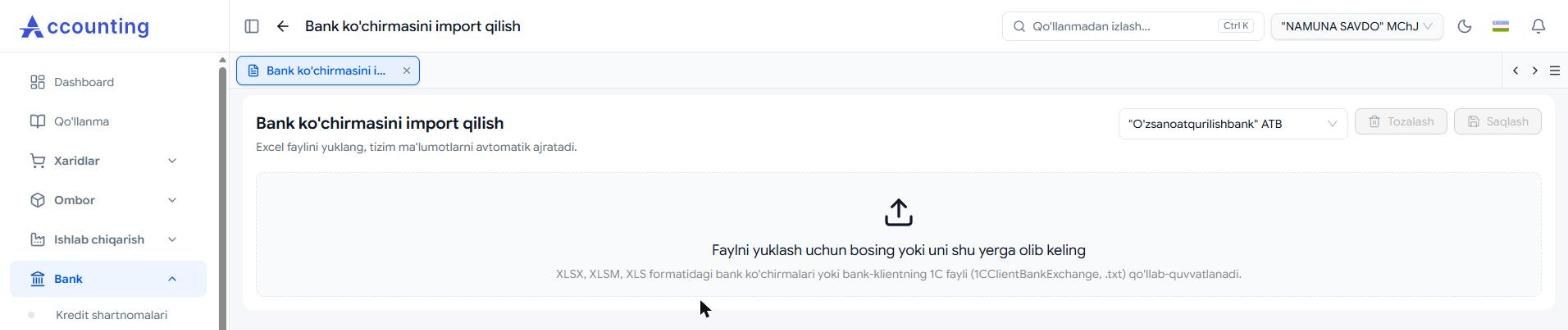 Accounting
Bank ko'chirmasini import qilish
Qo'llanmadan izlash...
Ctrl K
"NAMUNA SAVDO" MChJ
Bank ko'chirmasini i...
Dashboard
Qo'llanma
Xaridlar
Ombor
Ishlab chiqarish
Bank
Kredit shartnomalari
Bank ko'chirmasini import qilish
Excel faylini yuklang, tizim ma'lumotlarni avtomatik ajratadi.
"O'zsanoatqurilishbank" ATB
Tozalash
Saqlash
Faylni yuklash uchun bosing yoki uni shu yerga olib keling
XLSX, XLSM, XLS formatidagi bank ko'chirmalari yoki bank-klientning 1C fayli (1CClientBankExchange, .txt) qo'llab-quvvatlanadi.